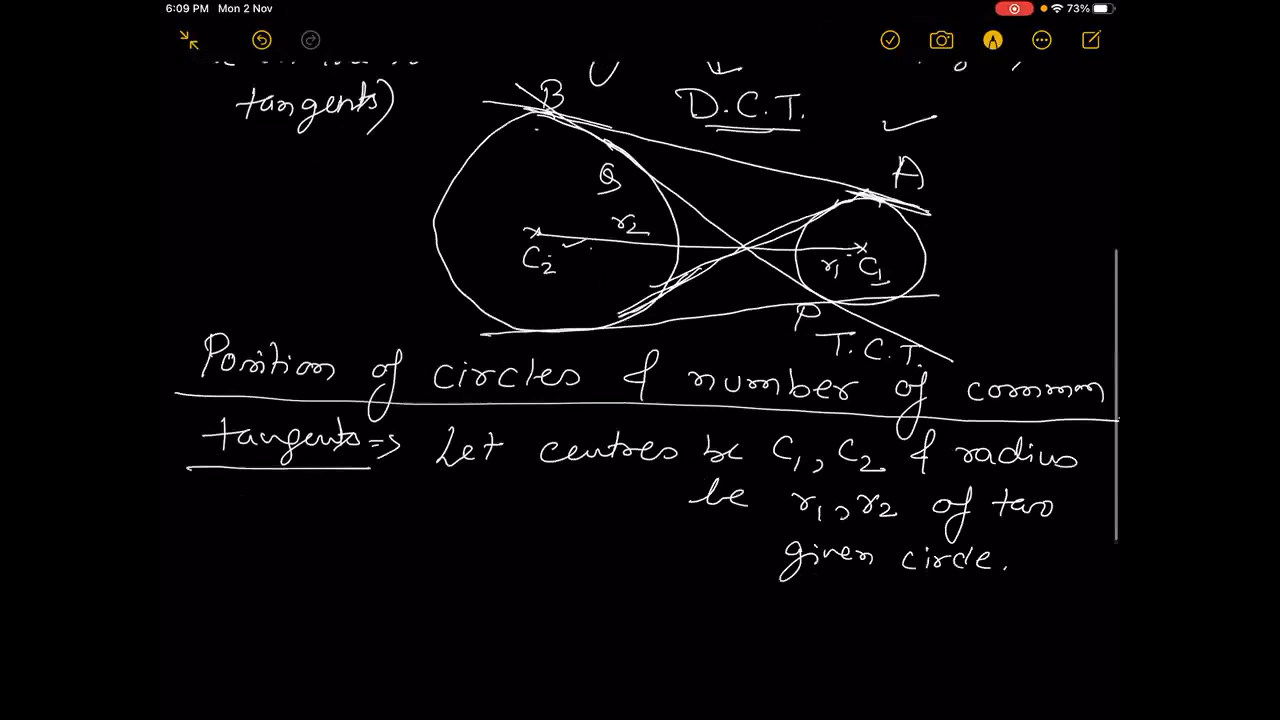 6:09 PM Mon 2 Nov
73%
tangents)
D.C.T.
B
A
Q
r2
C2
r1 C1
P
T.C.T.
Position of circles & number of common
tangents => Let centres be C1, C2 & radius
be r1, r2 of two
given circle.